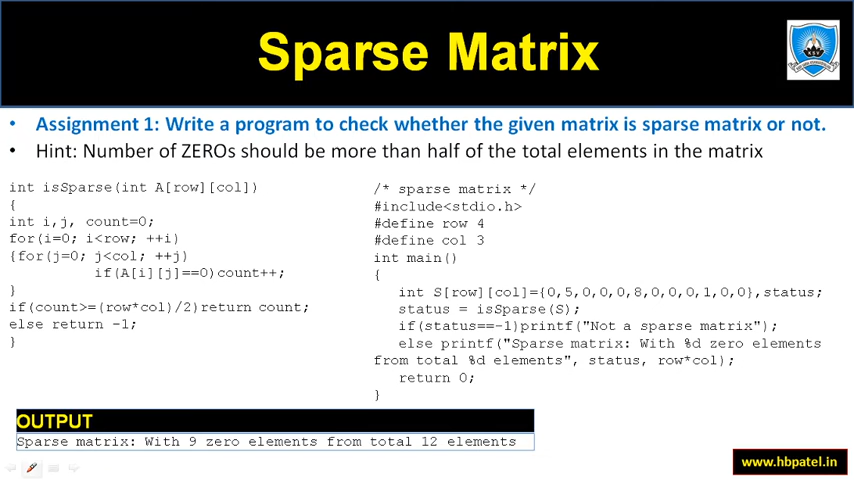 Sparse Matrix
• Assignment 1: Write a program to check whether the given matrix is sparse matrix or not.
• Hint: Number of ZEROs should be more than half of the total elements in the matrix
int isSparse(int A[row][col])
{
int i,j, count=0;
for(i=0; i<row; ++i)
{for(j=0; j<col; ++j)
if(A[i][j]==0)count++;
}
if(count>=(row*col)/2)return count;
else return -1;
}
/* sparse matrix */
#include<stdio.h>
#define row 4
#define col 3
int main()
{
int S[row][col]={0,5,0,0,0,8,0,0,0,1,0,0},status;
status = isSparse(S);
if(status==-1)printf("Not a sparse matrix");
else printf("Sparse matrix: With %d zero elements
from total %d elements", status, row*col);
return 0;
}
OUTPUT
Sparse matrix: With 9 zero elements from total 12 elements
www.hbpatel.in